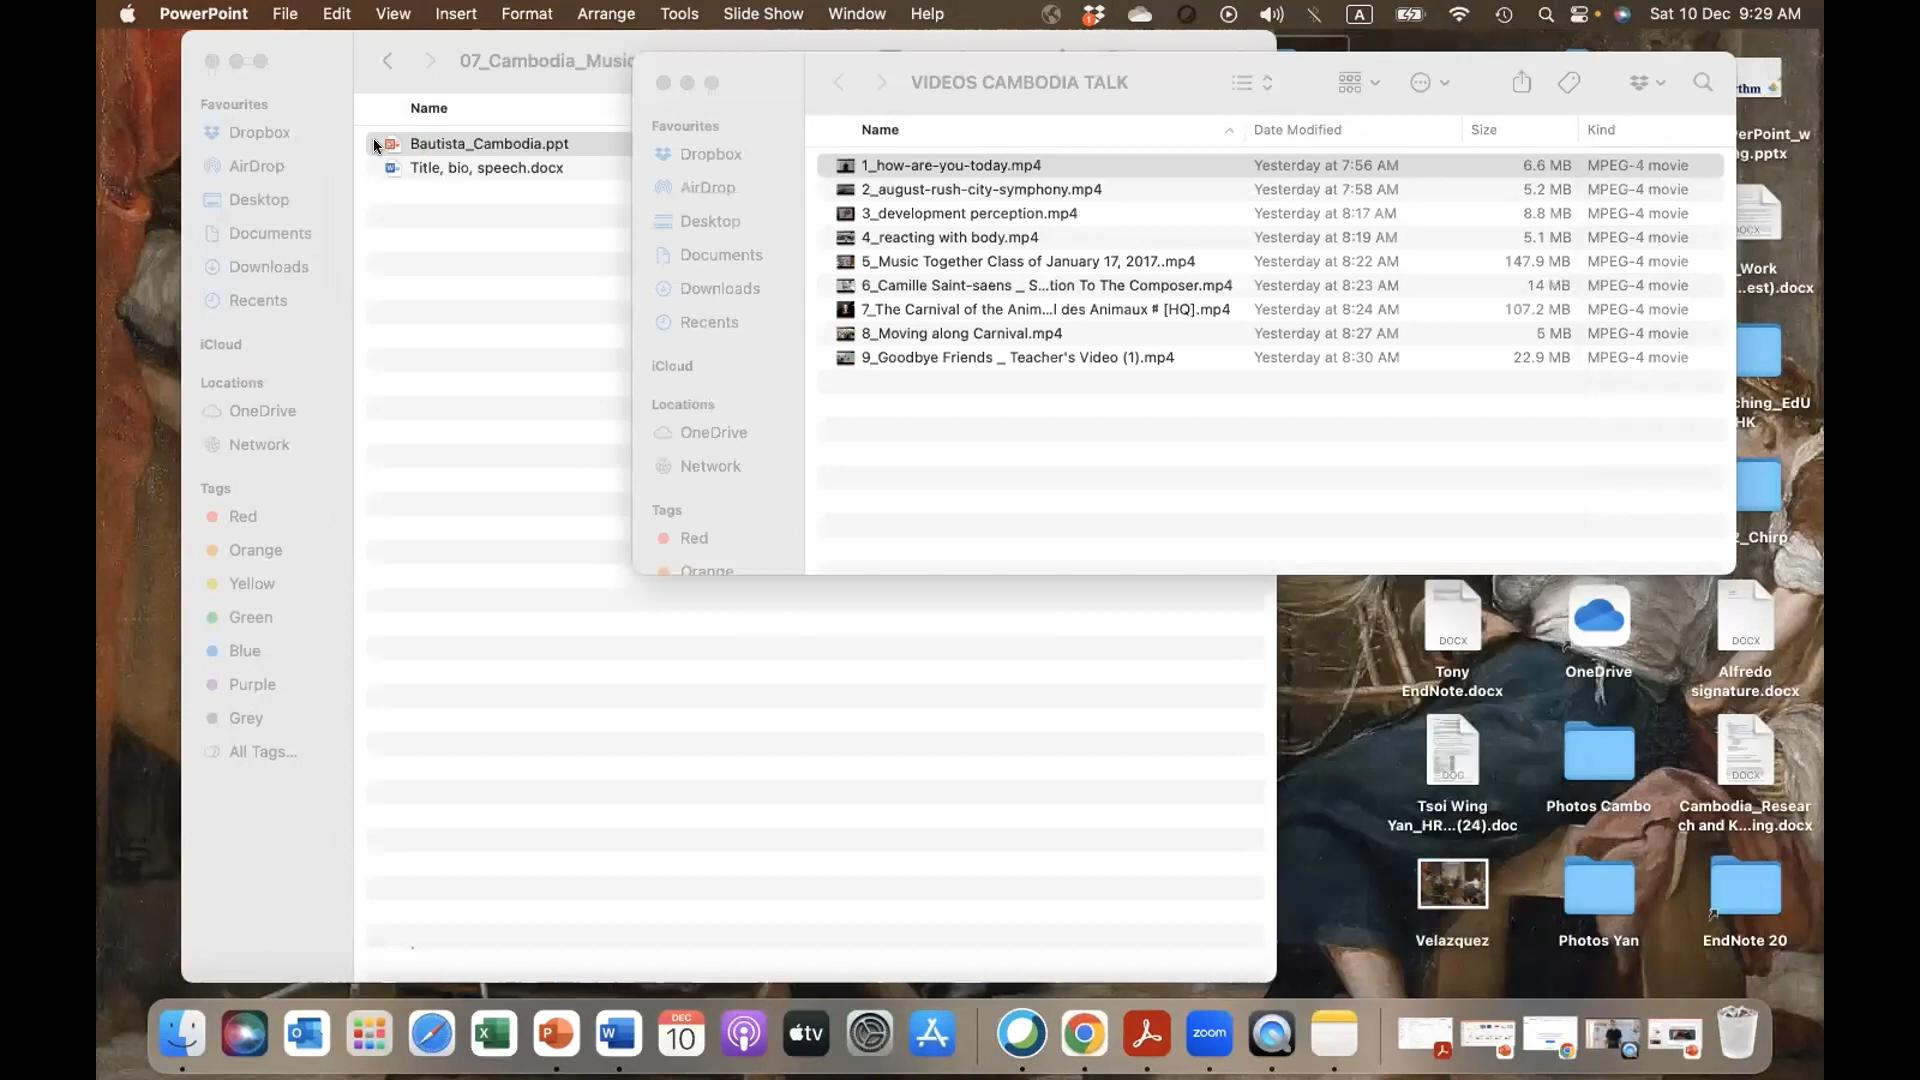 PowerPoint File Edit View Insert Format Arrange Tools Slide Show Window Help
1
A
Sat 10 Dec 9:29 AM
07_Cambodia_Music
Favourites
Dropbox
AirDrop
Desktop
Documents
Downloads
Recents
iCloud
Locations
OneDrive
Network
Tags
Red
Orange
Yellow
Green
Blue
Purple
Grey
All Tags...
Name
Bautista_Cambodia.ppt
Title, bio, speech.docx
VIDEOS CAMBODIA TALK
Favourites
Dropbox
AirDrop
Desktop
Documents
Downloads
Recents
iCloud
Locations
OneDrive
Network
Tags
Red
Orange
Name Date Modified Size Kind
1_how-are-you-today.mp4 Yesterday at 7:56 AM 6.6 MB MPEG-4 movie
2_august-rush-city-symphony.mp4 Yesterday at 7:58 AM 5.2 MB MPEG-4 movie
3_development perception.mp4 Yesterday at 8:17 AM 8.8 MB MPEG-4 movie
4_reacting with body.mp4 Yesterday at 8:19 AM 5.1 MB MPEG-4 movie
5_Music Together Class of January 17, 2017..mp4 Yesterday at 8:22 AM 147.9 MB MPEG-4 movie
6_Camille Saint-saens _ S...tion To The Composer.mp4 Yesterday at 8:23 AM 14 MB MPEG-4 movie
7_The Carnival of the Anim...l des Animaux # [HQ].mp4 Yesterday at 8:24 AM 107.2 MB MPEG-4 movie
8_Moving along Carnival.mp4 Yesterday at 8:27 AM 5 MB MPEG-4 movie
9_Goodbye Friends _ Teacher's Video (1).mp4 Yesterday at 8:30 AM 22.9 MB MPEG-4 movie
thm
erPoint_w
g.pptx
DOCX
_Work
...est).docx
ching_EdU
HK
_Chirp
DOCX
Tony
EndNote.docx
OneDrive
DOCX
Alfredo
signature.docx
DOC
Tsoi Wing
Yan_HR...(24).doc
Photos Cambo
DOCX
Cambodia_Resear
ch and K...ing.docx
Velazquez
Photos Yan
EndNote 20
DEC
10
tv
zoom